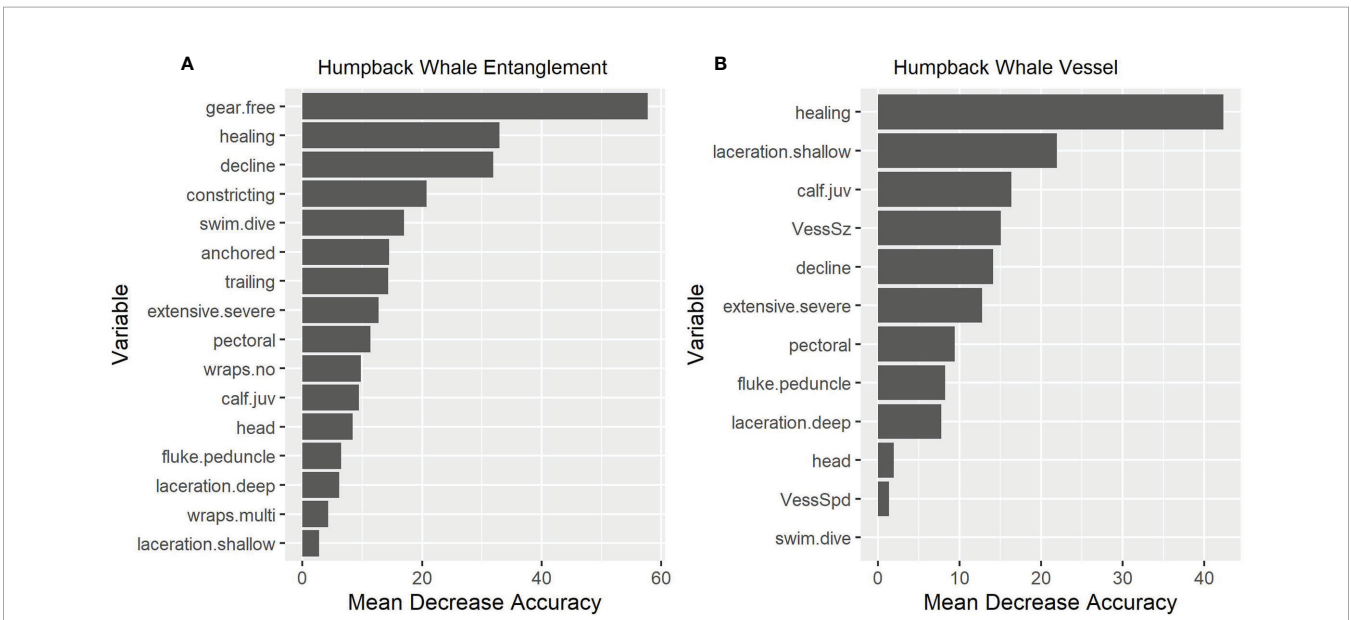 A
Humpback Whale Entanglement
Variable
gear.free
healing
decline
constricting
swim.dive
anchored
trailing
extensive.severe
pectoral
wraps.no
calf.juv
head
fluke.peduncle
laceration.deep
wraps.multi
laceration.shallow
0 20 40 60
Mean Decrease Accuracy
B
Humpback Whale Vessel
Variable
healing
laceration.shallow
calf.juv
VessSz
decline
extensive.severe
pectoral
fluke.peduncle
laceration.deep
head
VessSpd
swim.dive
0 10 20 30 40
Mean Decrease Accuracy